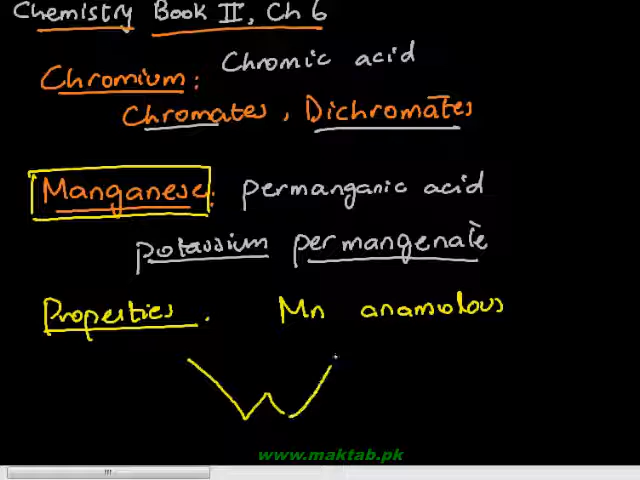 Chemistry Book II, Ch 6
Chromium: Chromic acid
Chromates, Dichromates
Manganese: permanganic acid
potassium permangenate
Properties. Mn anamolous
www.maktab.pk